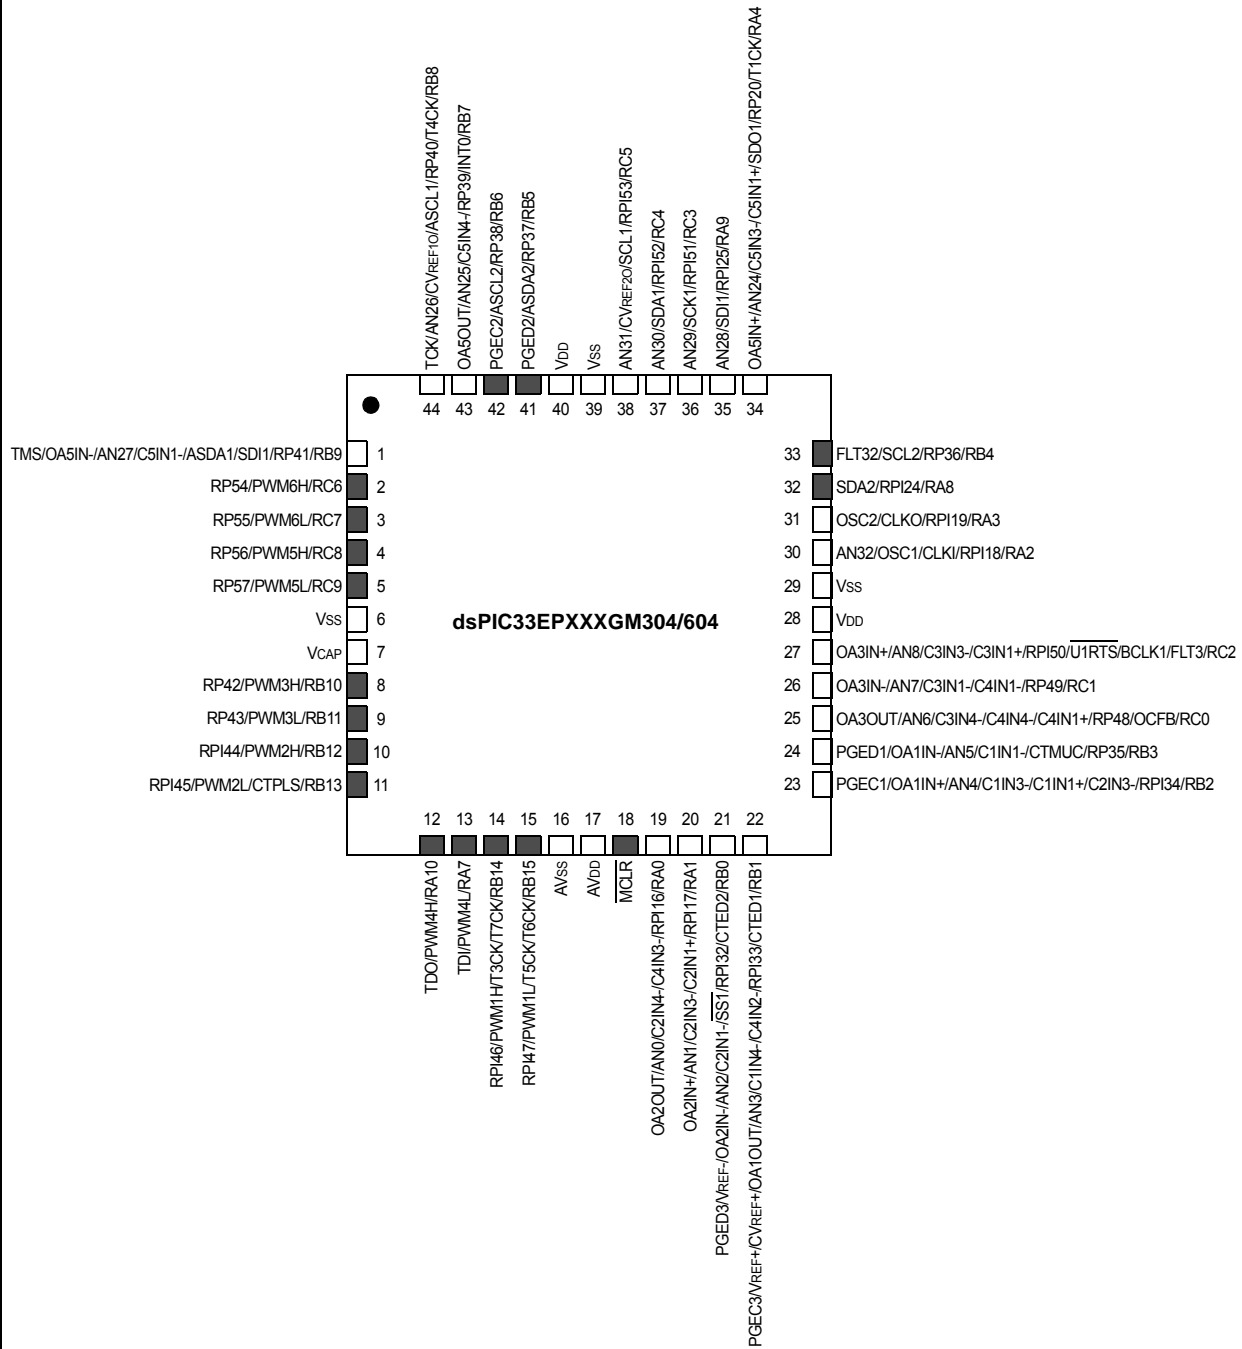 TCK/AN26/CVREF1O/ASCL1/RP40/T4CK/RB8
OA5OUT/AN25/C5IN4-/RP39/INT0/RB7
PGEC2/ASCL2/RP38/RB6
PGED2/ASDA2/RP37/RB5
VDD
VSS
AN31/CVREF2O/SCL1/RPI53/RC5
AN30/SDA1/RPI52/RC4
AN29/SCK1/RPI51/RC3
AN28/SDI1/RPI25/RA9
OA5IN+/AN24/C5IN3-/C5IN1+/SDO1/RP20/T1CK/RA4
44 43 42 41 40 39 38 37 36 35 34
TMS/OA5IN-/AN27/C5IN1-/ASDA1/SDI1/RP41/RB9 1
RP54/PWM6H/RC6 2
RP55/PWM6L/RC7 3
RP56/PWM5H/RC8 4
RP57/PWM5L/RC9 5
VSS 6
VCAP 7
RP42/PWM3H/RB10 8
RP43/PWM3L/RB11 9
RPI44/PWM2H/RB12 10
RPI45/PWM2L/CTPLS/RB13 11
dsPIC33EPXXXGM304/604
33 FLT32/SCL2/RP36/RB4
32 SDA2/RPI24/RA8
31 OSC2/CLKO/RPI19/RA3
30 AN32/OSC1/CLKI/RPI18/RA2
29 VSS
28 VDD
27 OA3IN+/AN8/C3IN3-/C3IN1+/RPI50/U1RTS/BCLK1/FLT3/RC2
26 OA3IN-/AN7/C3IN1-/C4IN1-/RP49/RC1
25 OA3OUT/AN6/C3IN4-/C4IN4-/C4IN1+/RP48/OCFB/RC0
24 PGED1/OA1IN-/AN5/C1IN1-/CTMUC/RP35/RB3
23 PGEC1/OA1IN+/AN4/C1IN3-/C1IN1+/C2IN3-/RPI34/RB2
12 13 14 15 16 17 18 19 20 21 22
TDO/PWM4H/RA10
TDI/PWM4L/RA7
RPI46/PWM1H/T3CK/T7CK/RB14
RPI47/PWM1L/T5CK/T6CK/RB15
AVSS
AVDD
MCLR
OA2OUT/AN0/C2IN4-/C4IN3-/RPI16/RA0
OA2IN+/AN1/C2IN3-/C2IN1+/RPI17/RA1
PGED3/VREF-/OA2IN-/AN2/C2IN1-/SS1/RPI32/CTED2/RB0
PGEC3/VREF+/CVREF+/OA1OUT/AN3/C1IN4-/C4IN2-/RPI33/CTED1/RB1